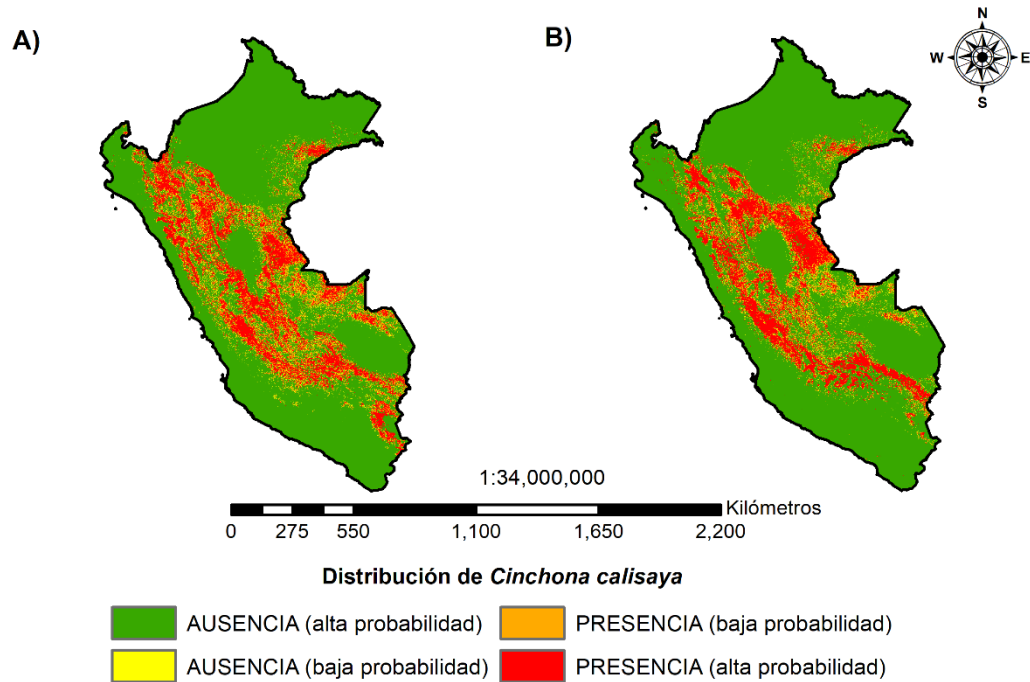 A)
B)
N
W E
S
1:34,000,000
Kilómetros
0 275 550 1,100 1,650 2,200
Distribución de Cinchona calisaya
AUSENCIA (alta probabilidad) PRESENCIA (baja probabilidad)
AUSENCIA (baja probabilidad) PRESENCIA (alta probabilidad)